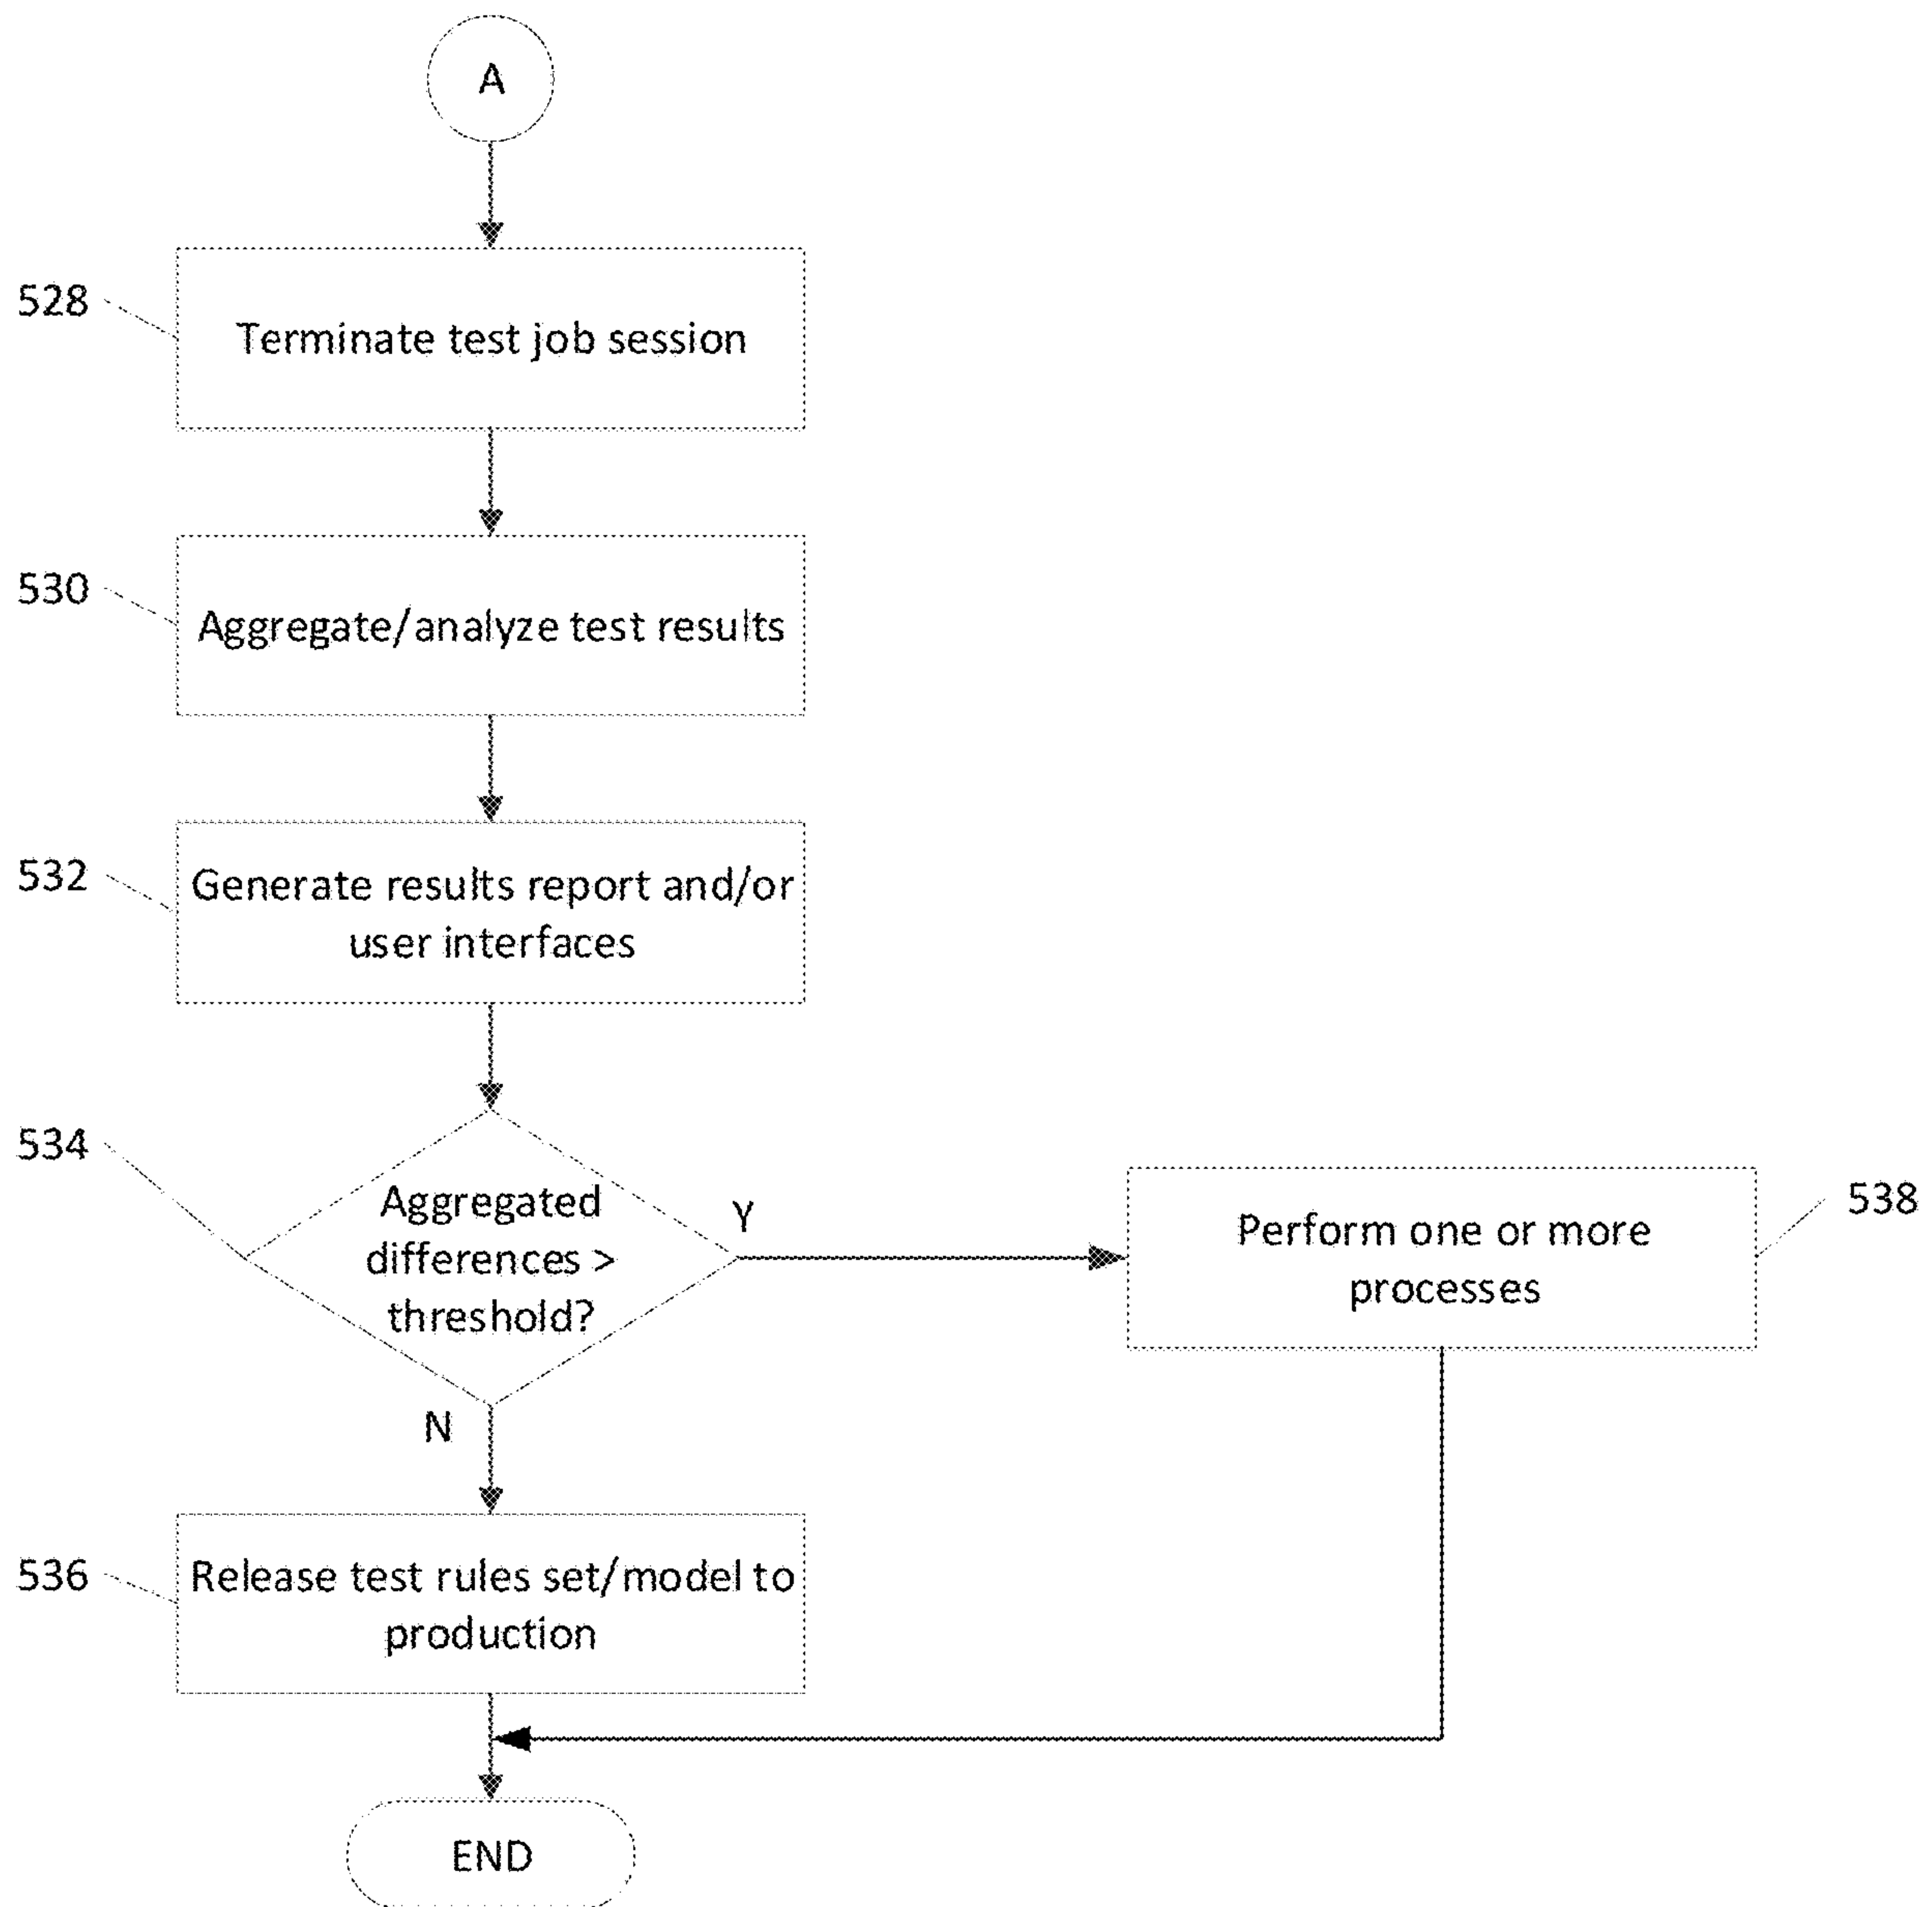 A
528
Terminate test job session
530
Aggregate/analyze test results
532
Generate results report and/or
user interfaces
534
Aggregated
differences >
threshold?
Y
Perform one or more
processes
538
N
536
Release test rules set/model to
production
END